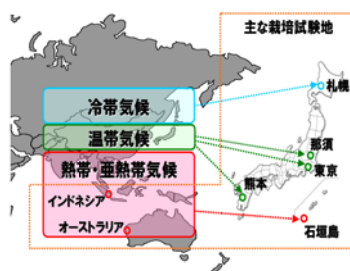 主な栽培試験地
札幌
冷帯気候
温帯気候
那須
東京
熱帯・亜熱帯気候
熊本
インドネシア
オーストラリア
石垣島